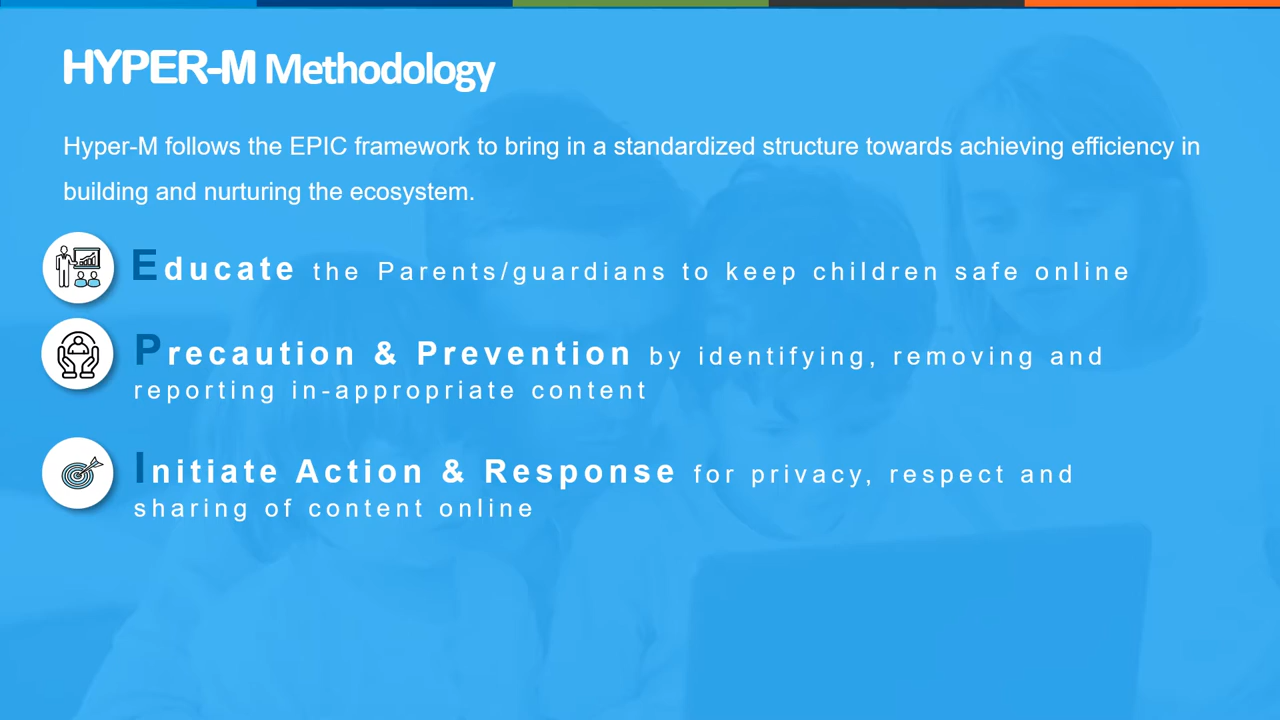 HYPER-M Methodology
Hyper-M follows the EPIC framework to bring in a standardized structure towards achieving efficiency in
building and nurturing the ecosystem.
Educate the Parents/guardians to keep children safe online
Precaution & Prevention by identifying, removing and
reporting in-appropriate content
Initiate Action & Response for privacy, respect and
sharing of content online